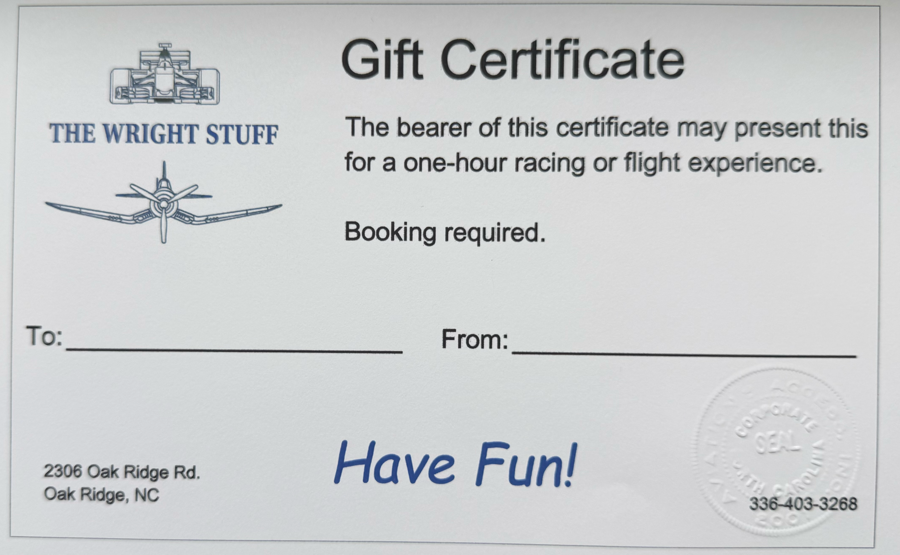 Gift Certificate
THE WRIGHT STUFF
The bearer of this certificate may present this
for a one-hour racing or flight experience.
Booking required.
To: From:
Have Fun!
2306 Oak Ridge Rd.
Oak Ridge, NC
CORPORATE
SEAL
CAROLINA
336-403-3268